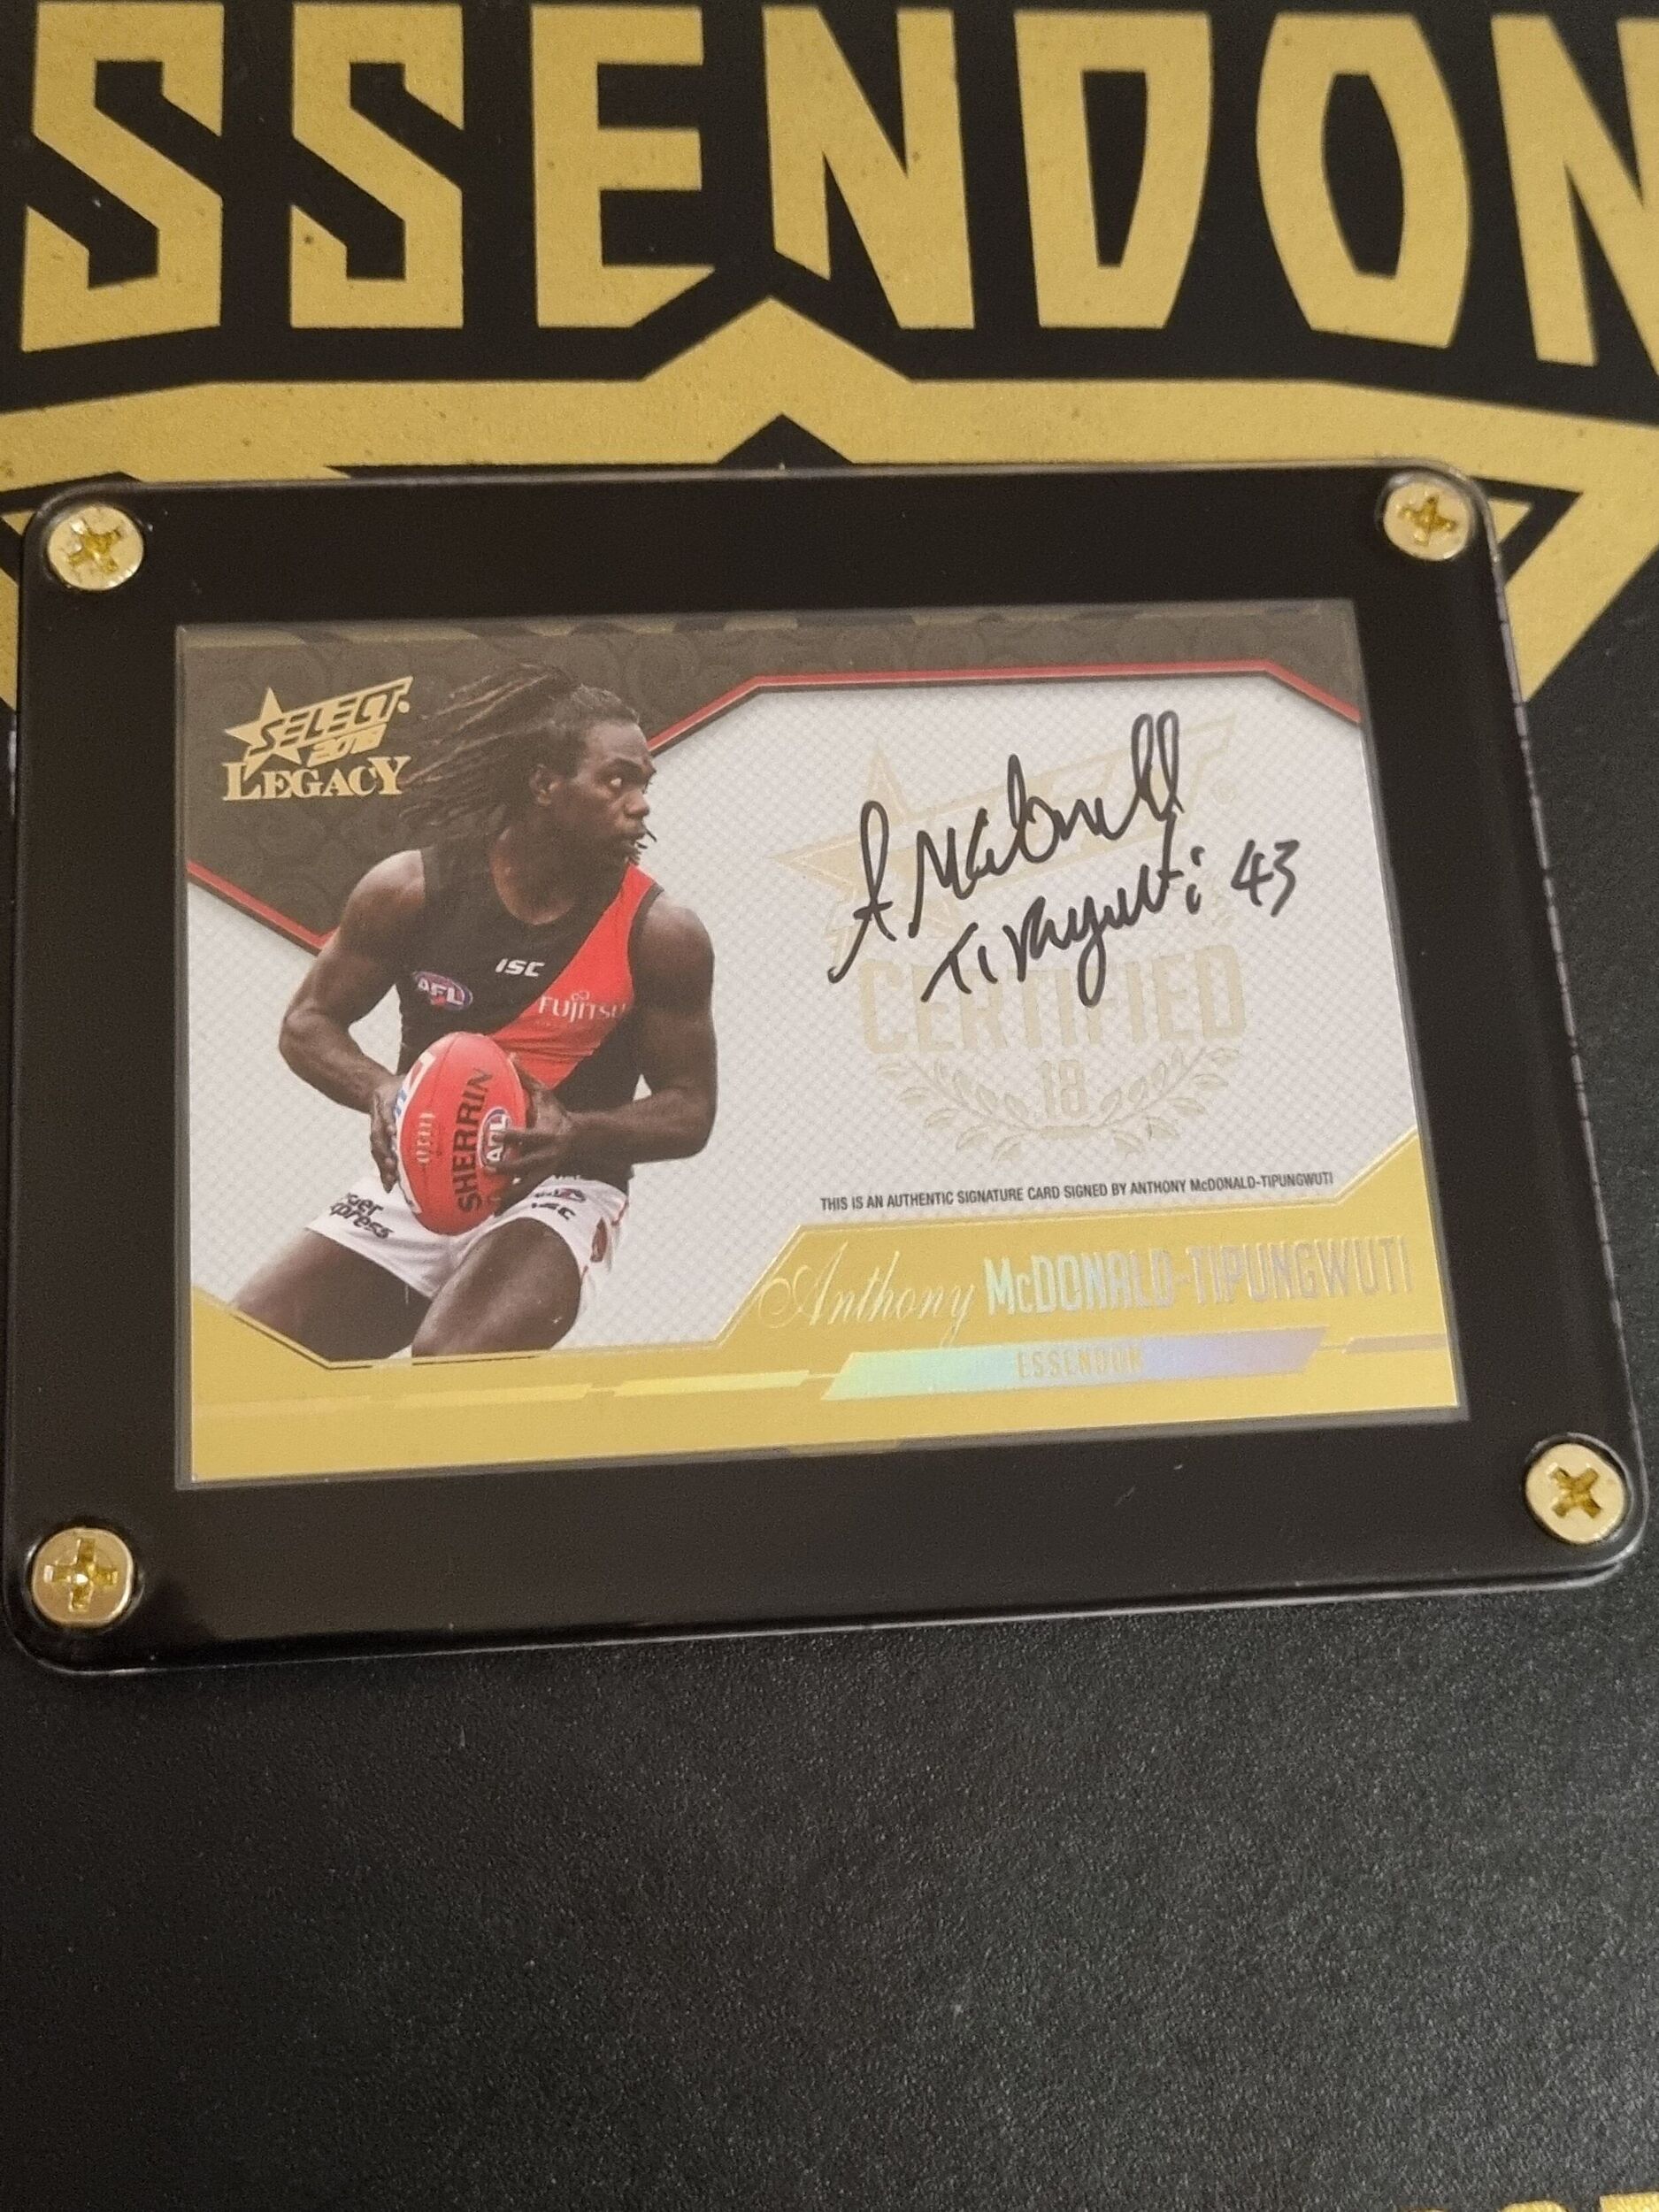 SSENDON
SELECT
2018
LEGACY
A McDonald
Tipungwuti 43
CERTIFIED
18
ISC
AFL
FUJITSU
SHERRIN
AFL
ISC
THIS IS AN AUTHENTIC SIGNATURE CARD SIGNED BY ANTHONY McDONALD-TIPUNGWUTI
Anthony McDONALD-TIPUNGWUTI
ESSENDON